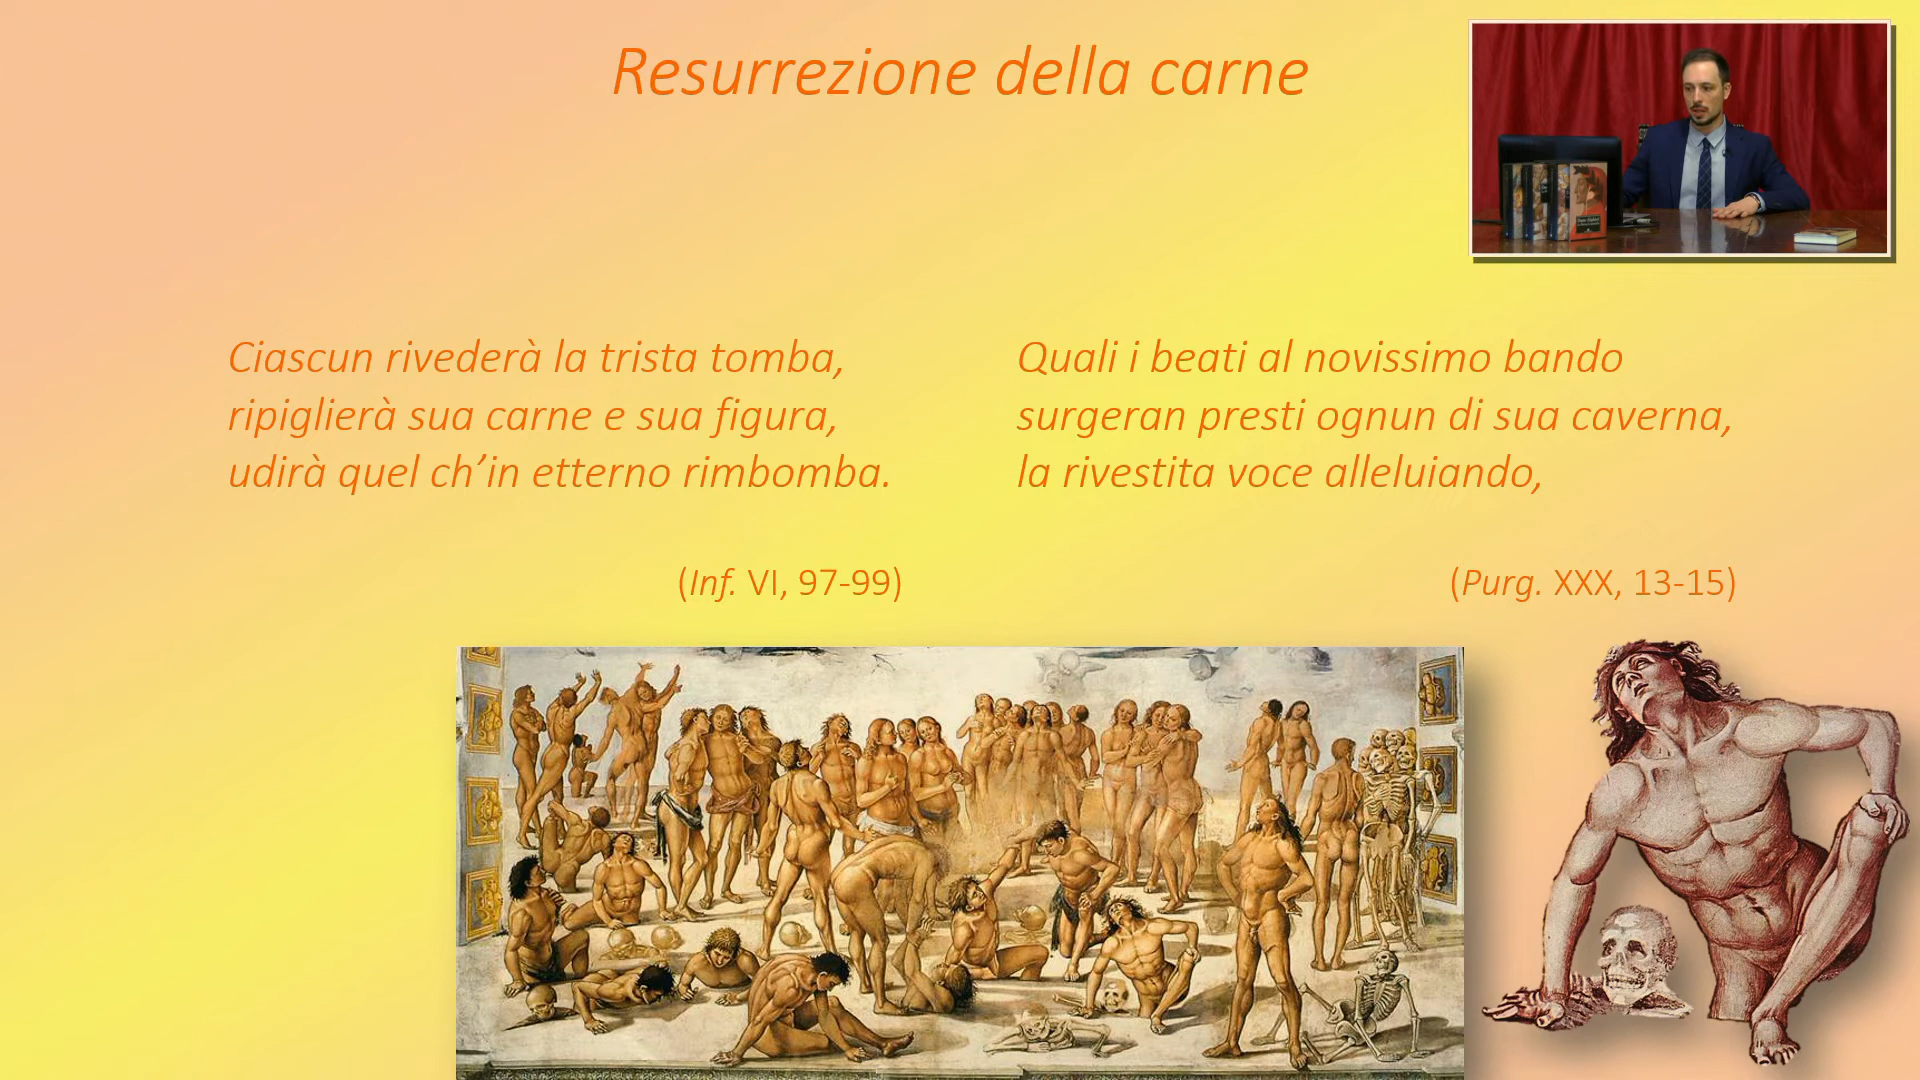 Resurrezione della carne
Ciascun rivederà la trista tomba,
ripiglierà sua carne e sua figura,
udirà quel ch’in etterno rimbomba.
(Inf. VI, 97-99)
Quali i beati al novissimo bando
surgeran presti ognun di sua caverna,
la rivestita voce alleluiando,
(Purg. XXX, 13-15)